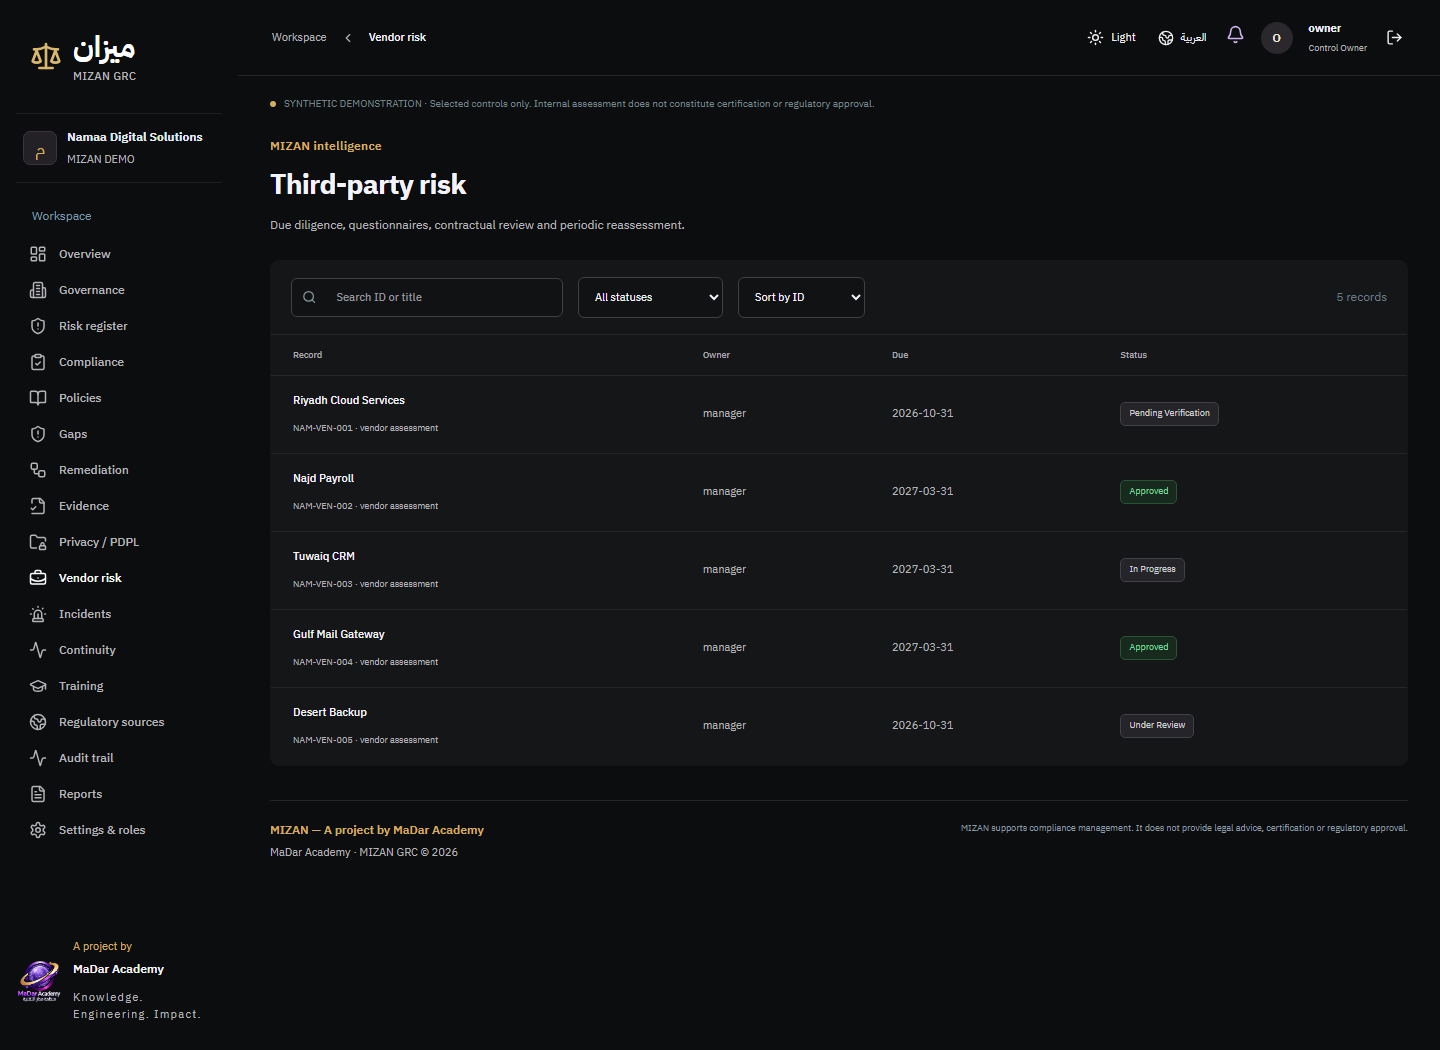 ميزان
MIZAN GRC
م
Namaa Digital Solutions
MIZAN DEMO
Workspace
Overview
Governance
Risk register
Compliance
Policies
Gaps
Remediation
Evidence
Privacy / PDPL
Vendor risk
Incidents
Continuity
Training
Regulatory sources
Audit trail
Reports
Settings & roles
A project by
MaDar Academy
Knowledge.
Engineering. Impact.
MaDar Academy
Workspace Vendor risk
Light
العربية
O
owner
Control Owner
SYNTHETIC DEMONSTRATION · Selected controls only. Internal assessment does not constitute certification or regulatory approval.
MIZAN intelligence
Third-party risk
Due diligence, questionnaires, contractual review and periodic reassessment.
Search ID or title
All statuses
Sort by ID
5 records
Record Owner Due Status
Riyadh Cloud Services
NAM-VEN-001 · vendor assessment
manager 2026-10-31 Pending Verification
Najd Payroll
NAM-VEN-002 · vendor assessment
manager 2027-03-31 Approved
Tuwaiq CRM
NAM-VEN-003 · vendor assessment
manager 2027-03-31 In Progress
Gulf Mail Gateway
NAM-VEN-004 · vendor assessment
manager 2027-03-31 Approved
Desert Backup
NAM-VEN-005 · vendor assessment
manager 2026-10-31 Under Review
MIZAN — A project by MaDar Academy
MaDar Academy · MIZAN GRC © 2026
MIZAN supports compliance management. It does not provide legal advice, certification or regulatory approval.